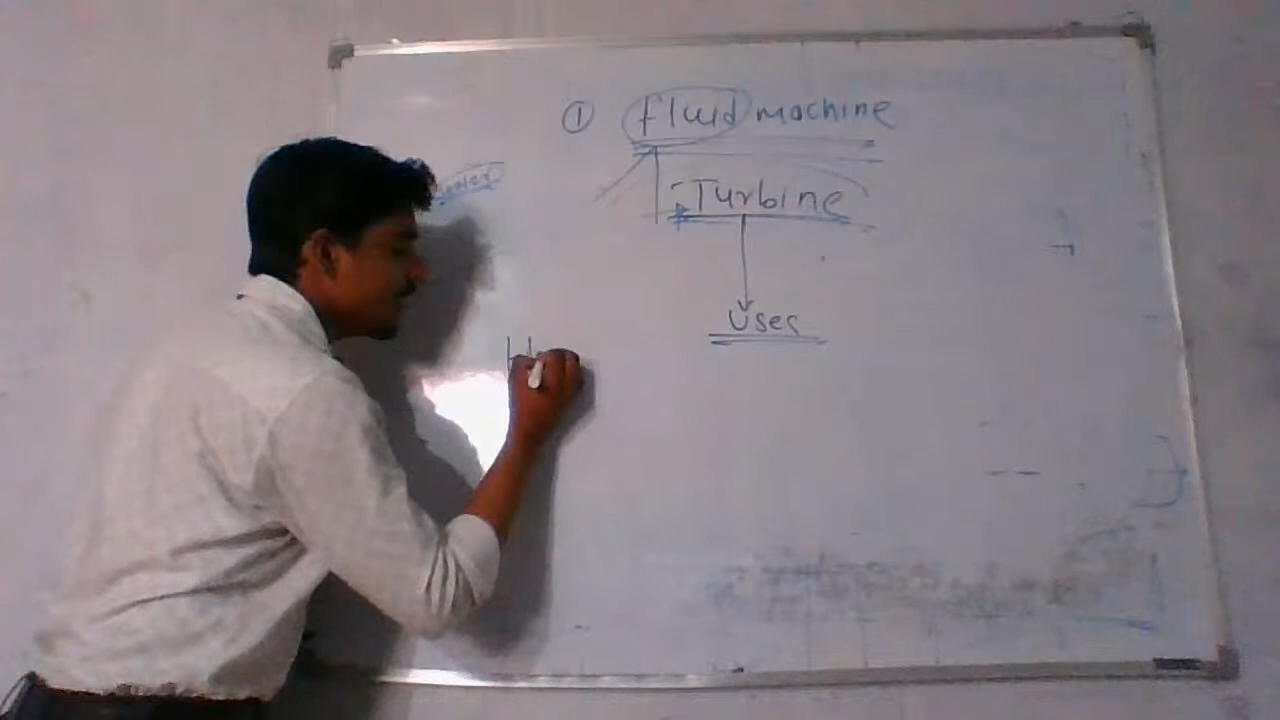 ① fluid machine
Turbine
Uses